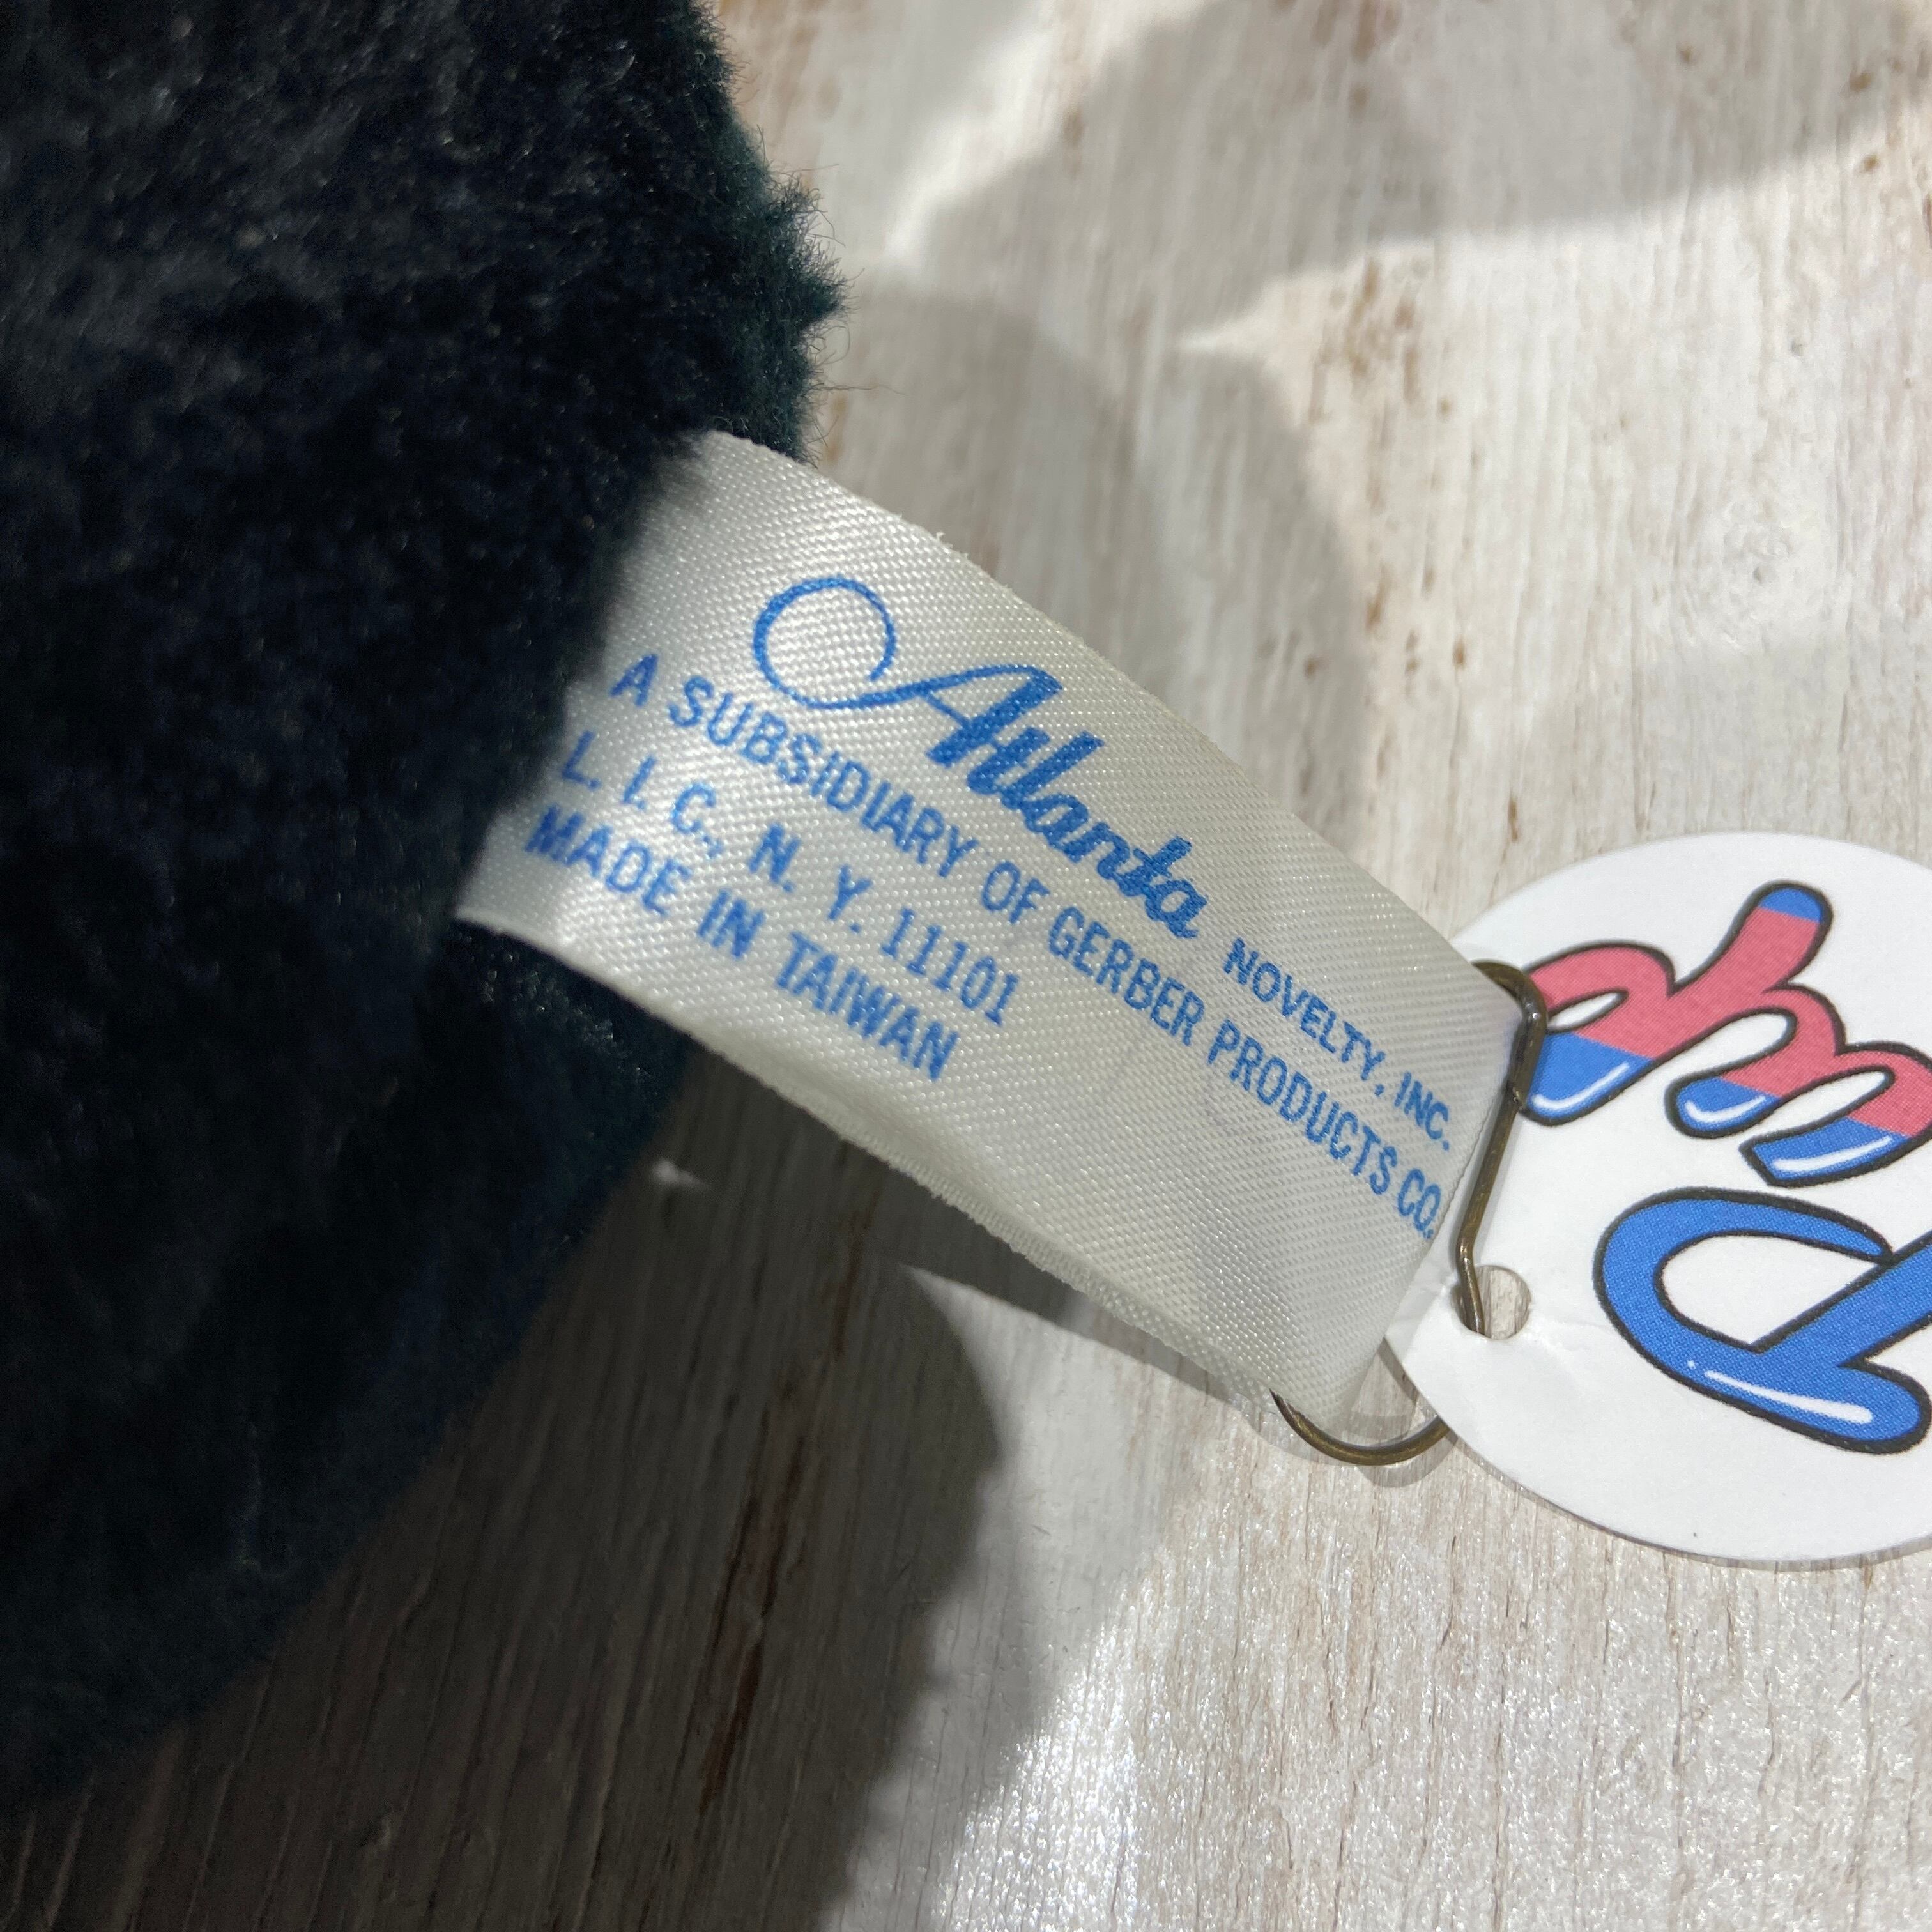 Atlanta NOVELTY, INC.
A SUBSIDIARY OF GERBER PRODUCTS CO.
L. I. C., N. Y. 11101
MADE IN TAIWAN